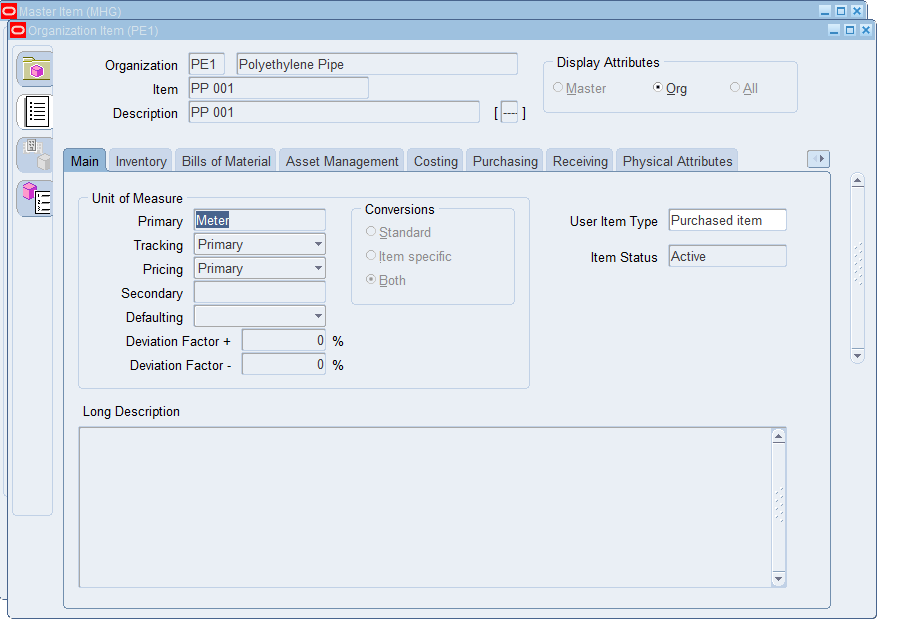 Master Item (MHG)
Organization Item (PE1)
Organization PE1 Polyethylene Pipe
Item PP 001
Description PP 001 [ ---- ]
Display Attributes
Master Org All
Main Inventory Bills of Material Asset Management Costing Purchasing Receiving Physical Attributes
Unit of Measure
Primary Meter
Tracking Primary
Pricing Primary
Secondary
Defaulting
Deviation Factor + 0 %
Deviation Factor - 0 %
Conversions
Standard
Item specific
Both
User Item Type Purchased item
Item Status Active
Long Description